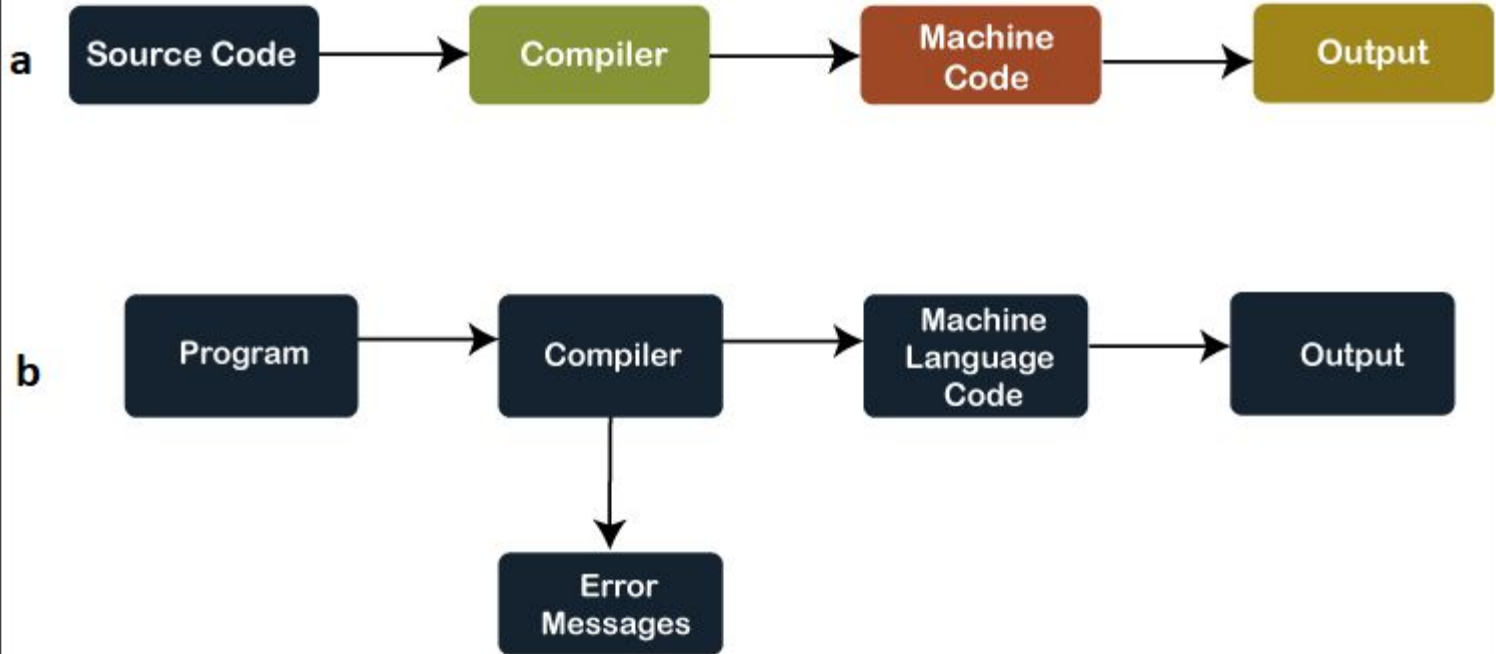 a
Source Code
Compiler
Machine
Code
Output
b
Program
Compiler
Machine
Language
Code
Output
Error
Messages